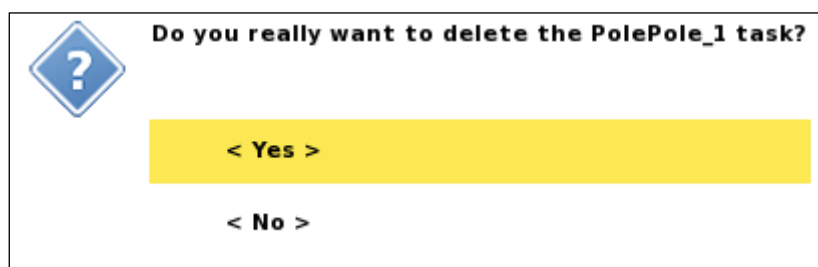 Do you really want to delete the PolePole_1 task?
?
< Yes >
< No >